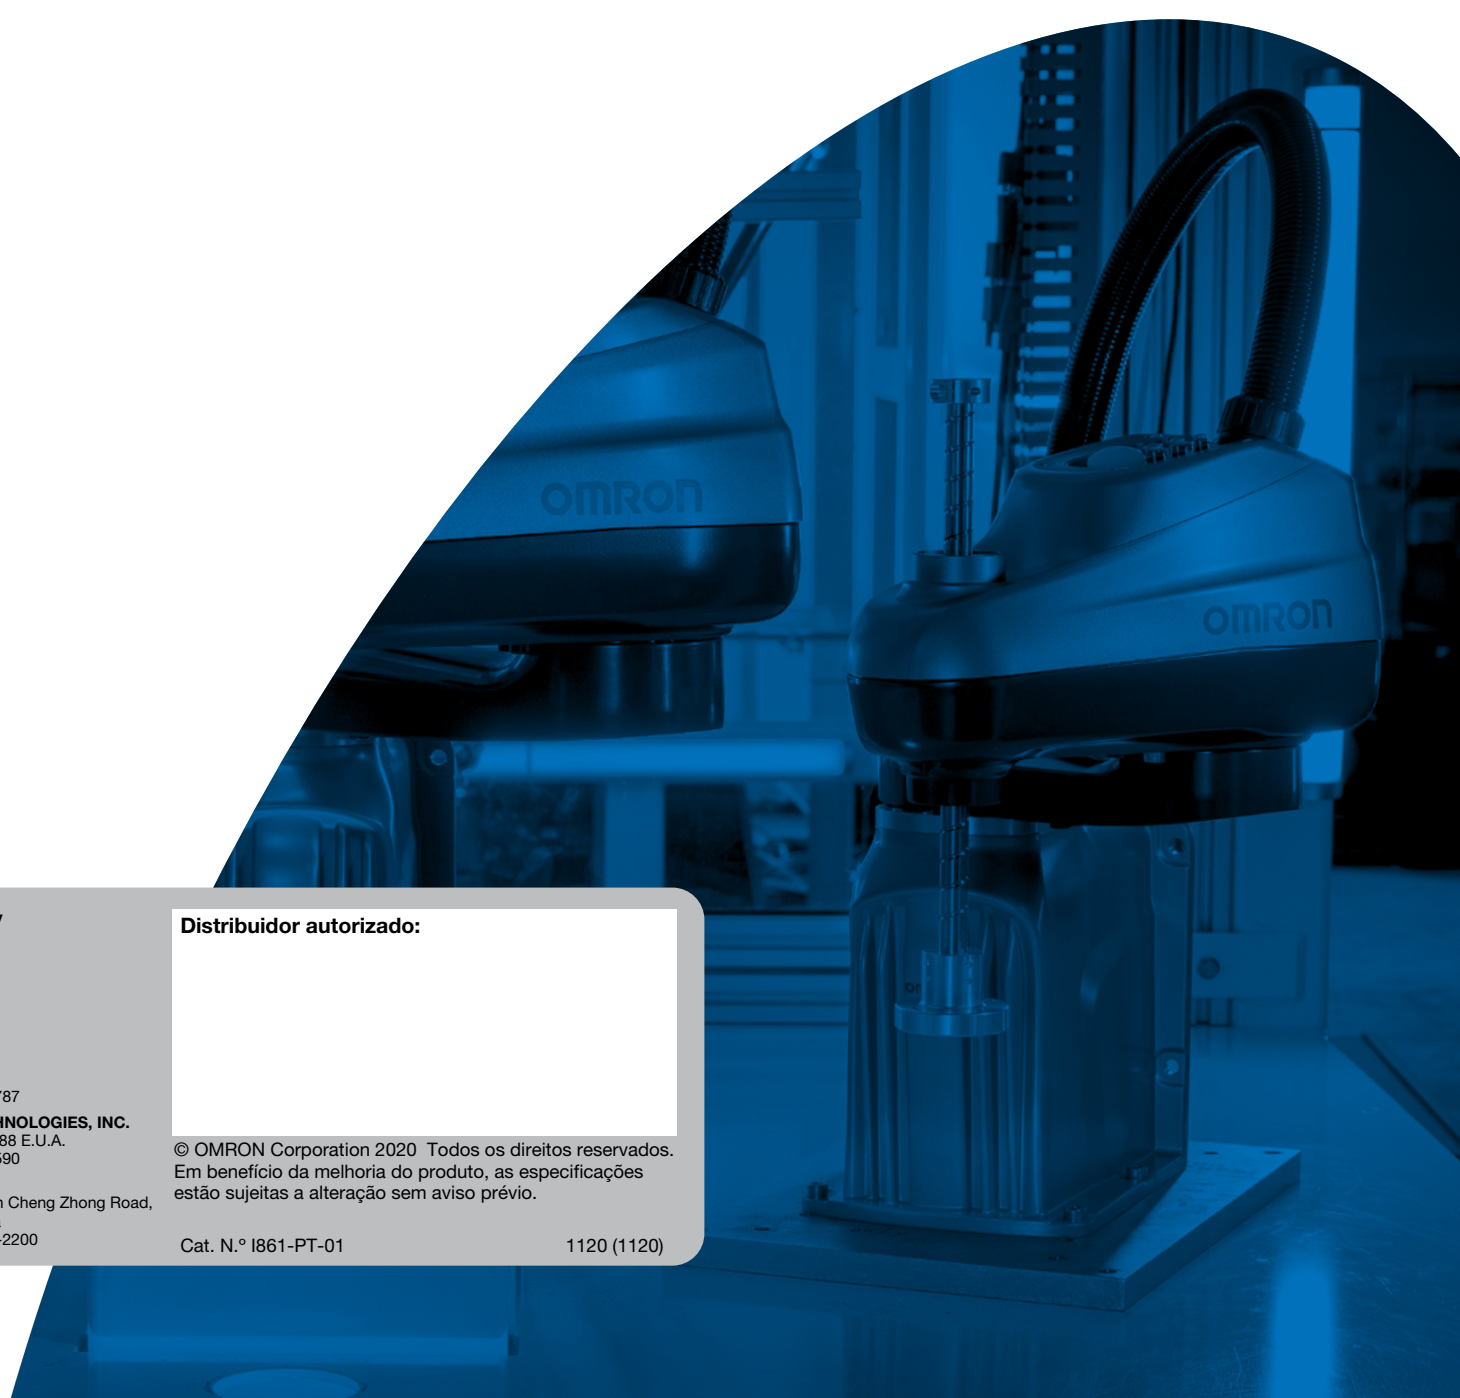 OMRON
OMRON
Distribuidor autorizado:
787
HNOLOGIES, INC.
88 E.U.A.
590
n Cheng Zhong Road,
-2200
© OMRON Corporation 2020 Todos os direitos reservados.
Em benefício da melhoria do produto, as especificações
estão sujeitas a alteração sem aviso prévio.
Cat. N.º I861-PT-01 1120 (1120)